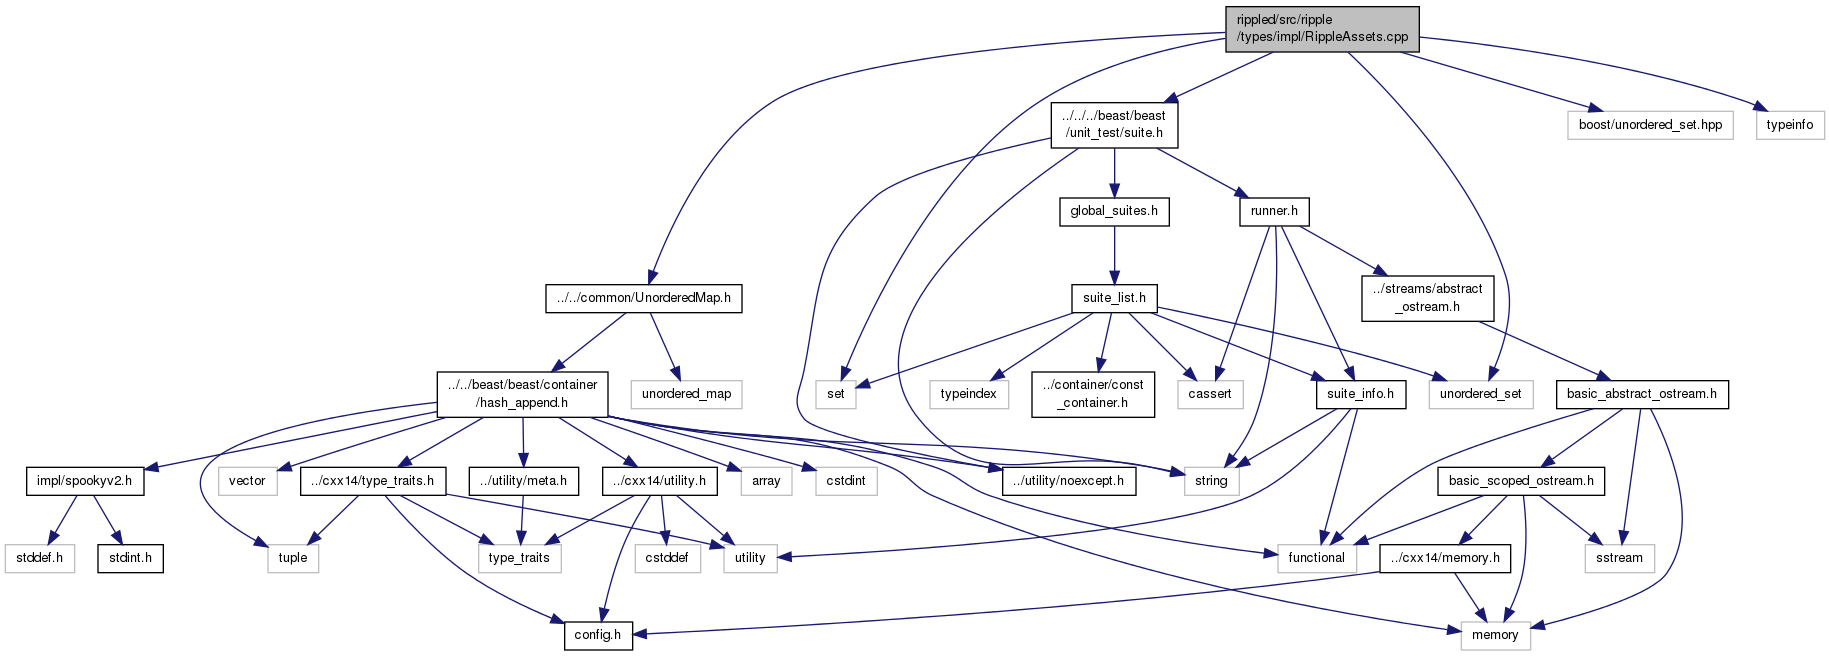 rippled/src/ripple
/types/impl/RippleAssets.cpp
../../../beast/beast
/unit_test/suite.h
boost/unordered_set.hpp
typeinfo
global_suites.h
runner.h
../../common/UnorderedMap.h
suite_list.h
../streams/abstract
_ostream.h
../../beast/beast/container
/hash_append.h
unordered_map
set
typeindex
../container/const
_container.h
cassert
suite_info.h
unordered_set
basic_abstract_ostream.h
impl/spookyv2.h
vector
../cxx14/type_traits.h
../utility/meta.h
../cxx14/utility.h
array
cstdint
../utility/noexcept.h
string
basic_scoped_ostream.h
stddef.h
stdint.h
tuple
type_traits
cstddef
utility
functional
../cxx14/memory.h
sstream
config.h
memory